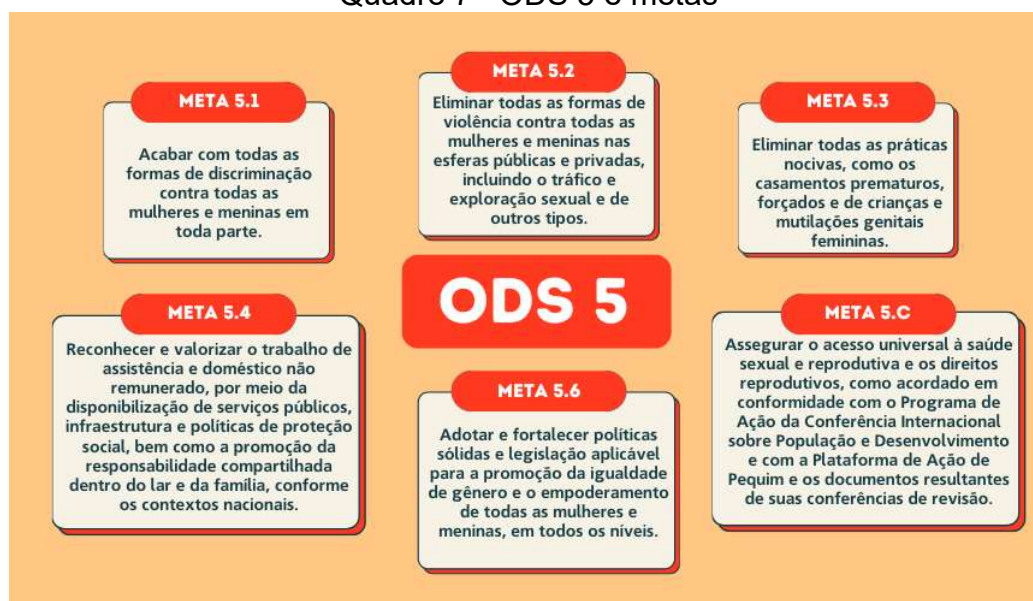 META 5.1
Acabar com todas as
formas de discriminação
contra todas as
mulheres e meninas em
toda parte.
META 5.2
Eliminar todas as formas de
violência contra todas as
mulheres e meninas nas
esferas públicas e privadas,
incluindo o tráfico e
exploração sexual e de
outros tipos.
META 5.3
Eliminar todas as práticas
nocivas, como os
casamentos prematuros,
forçados e de crianças e
mutilações genitais
femininas.
ODS 5
META 5.4
Reconhecer e valorizar o trabalho de
assistência e doméstico não
remunerado, por meio da
disponibilização de serviços públicos,
infraestrutura e políticas de proteção
social, bem como a promoção da
responsabilidade compartilhada
dentro do lar e da família, conforme
os contextos nacionais.
META 5.6
Adotar e fortalecer políticas
sólidas e legislação aplicável
para a promoção da igualdade
de gênero e o empoderamento
de todas as mulheres e
meninas, em todos os níveis.
META 5.C
Assegurar o acesso universal à saúde
sexual e reprodutiva e os direitos
reprodutivos, como acordado em
conformidade com o Programa de
Ação da Conferência Internacional
sobre População e Desenvolvimento
e com a Plataforma de Ação de
Pequim e os documentos resultantes
de suas conferências de revisão.